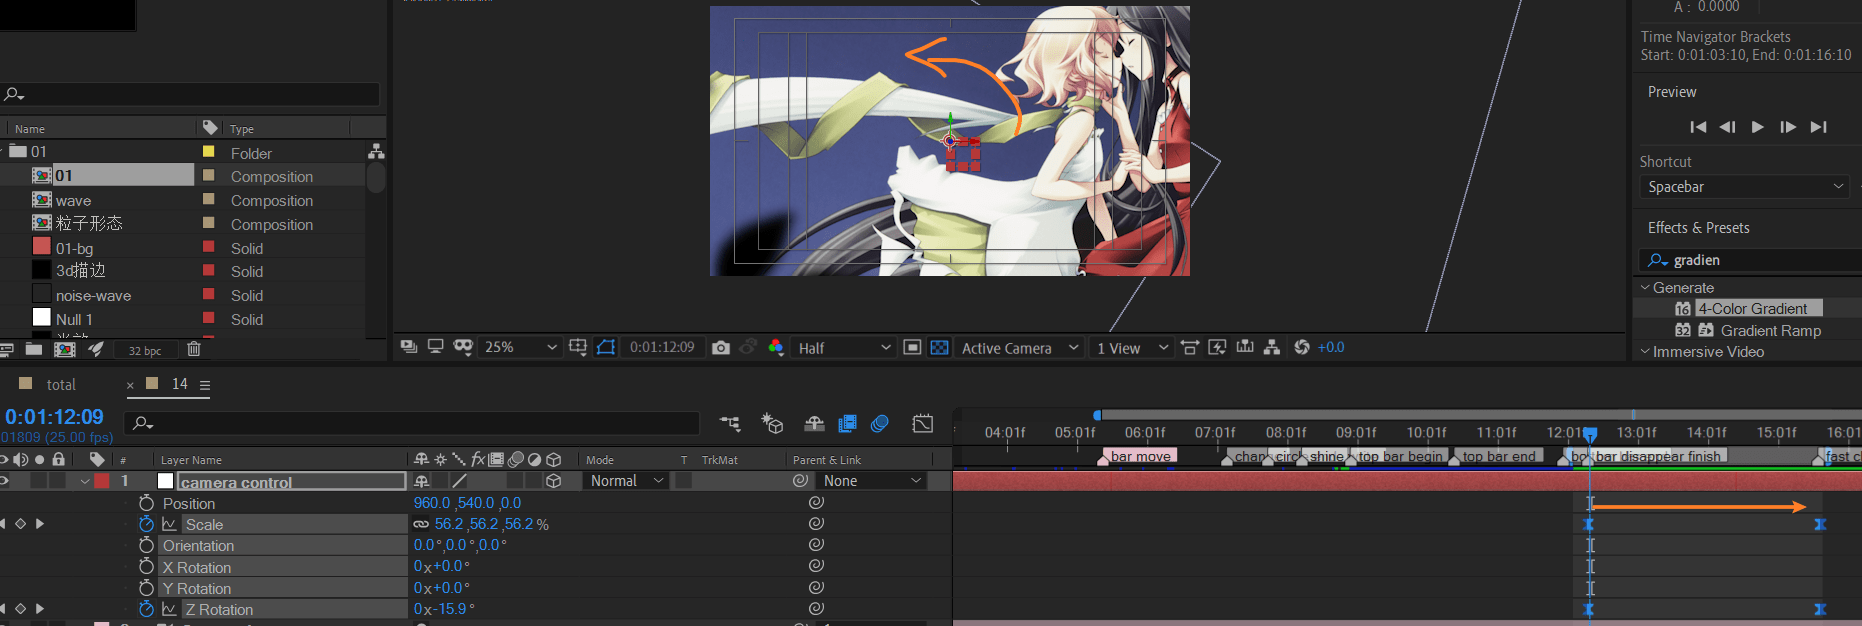 A : 0.0000
Time Navigator Brackets
Start: 0:01:03:10, End: 0:01:16:10
Preview
Shortcut
Spacebar
Effects & Presets
gradien
Generate
16 4-Color Gradient
32 Gradient Ramp
Immersive Video
Name Type
01 Folder
01 Composition
wave Composition
粒子形态 Composition
01-bg Solid
3d描边 Solid
noise-wave Solid
Null 1 Solid
32 bpc
25% 0:01:12:09 Half Active Camera 1 View +0.0
total × 14
0:01:12:09
01809 (25.00 fps)
04:01f 05:01f 06:01f 07:01f 08:01f 09:01f 10:01f 11:01f 12:0 13:01f 14:01f 15:01f 16:01
bar move chan circl shine top bar begin top bar end bo bar disappear finish fast c
# Layer Name Mode T TrkMat Parent & Link
1 camera control Normal None
Position 960.0 ,540.0 ,0.0
Scale 56.2 ,56.2 ,56.2 %
Orientation 0.0° ,0.0° ,0.0°
X Rotation 0x+0.0°
Y Rotation 0x+0.0°
Z Rotation 0x-15.9°